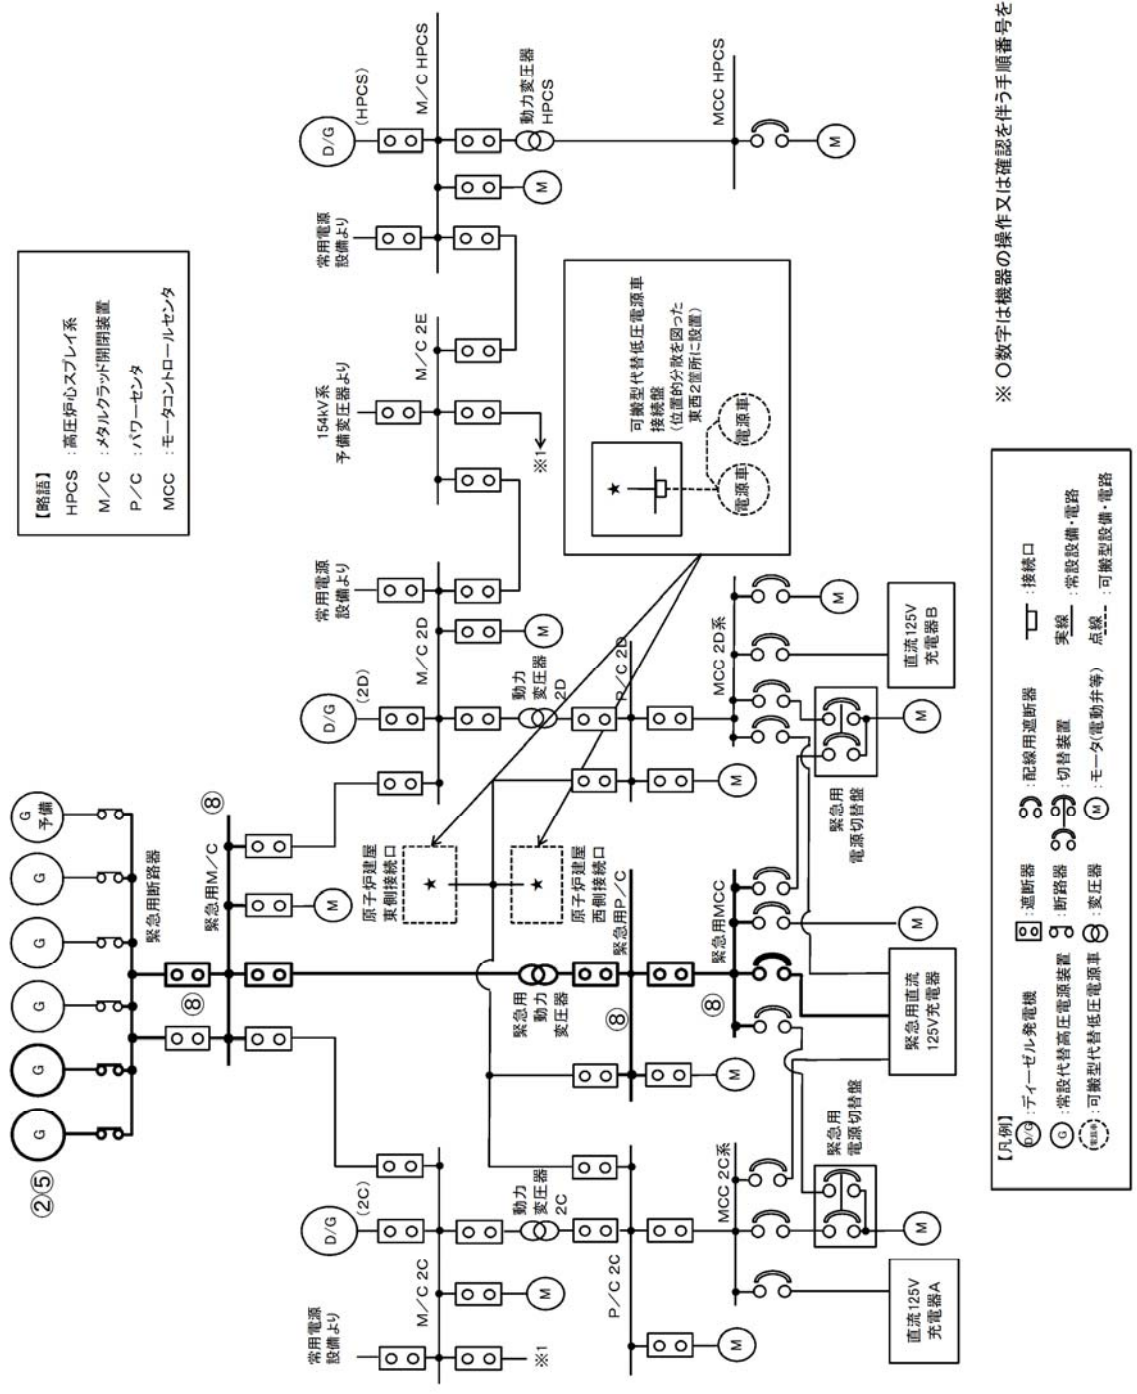 【略語】
HPCS :高圧炉心スプレイ系
M/C :メタルクラッド開閉装置
P/C :パワーセンタ
MCC :モータコントロールセンタ
②⑤
G
G
G
G
G
G
予備
緊急用断路器
⑧
緊急用M/C
⑧
M
常用電源
設備より
D/G
(2C)
M/C 2C
※1
M
動力
変圧器
2C
P/C 2C
M
MCC 2C系
直流125V
充電器A
M
緊急用
電源切替盤
緊急用
動力
変圧器
緊急用P/C
⑧
M
緊急用MCC
⑧
緊急用直流
125V充電器
M
原子炉建屋
東側接続口
★
原子炉建屋
西側接続口
★
D/G
(2D)
常用電源
設備より
M/C 2D
M
動力
変圧器
2D
P/C 2D
M
MCC 2D系
緊急用
電源切替盤
M
M
直流125V
充電器B
154kV系
予備変圧器より
M/C 2E
※1
可搬型代替低圧電源車
接続盤
(位置的分散を図った
東西2箇所に設置)
★
電源車
電源車
常用電源
設備より
D/G
(HPCS)
M/C HPCS
M
動力変圧器
HPCS
MCC HPCS
M
【凡例】
D/G :ディーゼル発電機
G :常設代替高圧電源装置
電源車 :可搬型代替低圧電源車
:遮断器
:断路器
:変圧器
:配線用遮断器
:切替装置
M :モータ(電動弁等)
:接続口
実線 :常設設備・電路
点線 :可搬型設備・電路
※ ○数字は機器の操作又は確認を伴う手順番号を